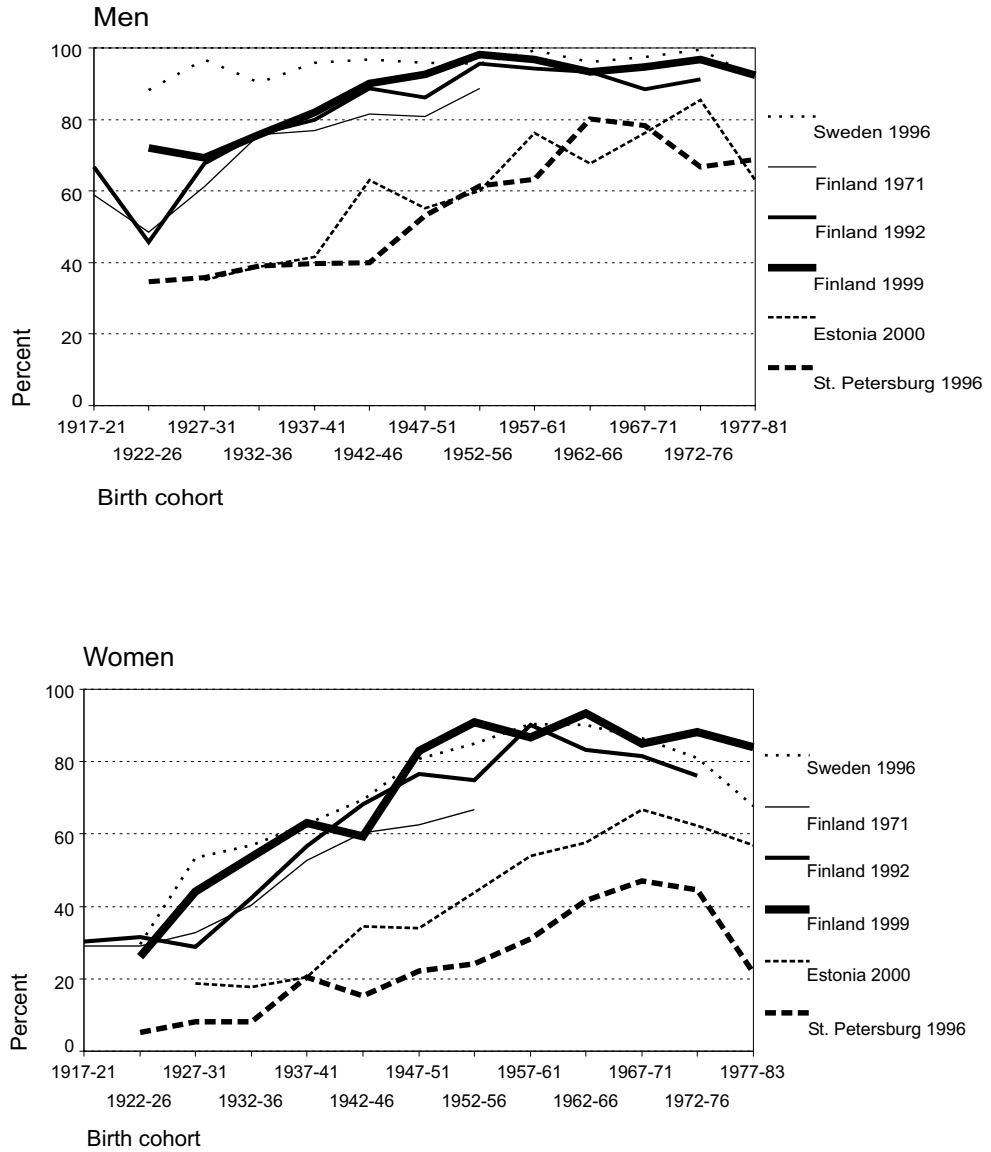 Men
100
80
60
40
20
0
Percent
1917-21 1927-31 1937-41 1947-51 1957-61 1967-71 1977-81
1922-26 1932-36 1942-46 1952-56 1962-66 1972-76
Birth cohort
Sweden 1996
Finland 1971
Finland 1992
Finland 1999
Estonia 2000
St. Petersburg 1996
Women
100
80
60
40
20
0
Percent
1917-21 1927-31 1937-41 1947-51 1957-61 1967-71 1977-83
1922-26 1932-36 1942-46 1952-56 1962-66 1972-76
Birth cohort
Sweden 1996
Finland 1971
Finland 1992
Finland 1999
Estonia 2000
St. Petersburg 1996